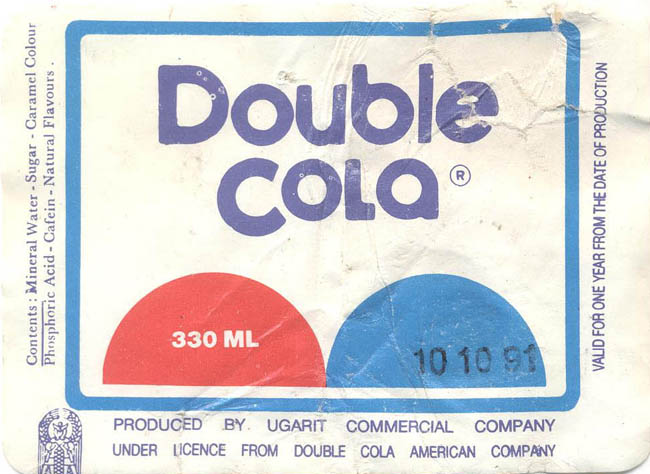 Contents : Mineral Water - Sugar - Caramel Colour
Phosphoric Acid - Cafein - Natural Flavours .
Double
Cola ®
330 ML
10 10 91
VALID FOR ONE YEAR FROM THE DATE OF PRODUCTION
PRODUCED BY. UGARIT COMMERCIAL COMPANY
UNDER LICENCE FROM DOUBLE COLA AMERICAN COMPANY